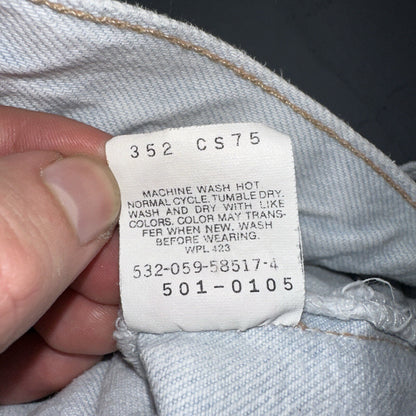 352 CS75
MACHINE WASH HOT
NORMAL CYCLE. TUMBLE DRY.
WASH AND DRY WITH LIKE
COLORS. COLOR MAY TRANS-
FER WHEN NEW. WASH
BEFORE WEARING.
WPL 423
532-059-58517-4
501-0105